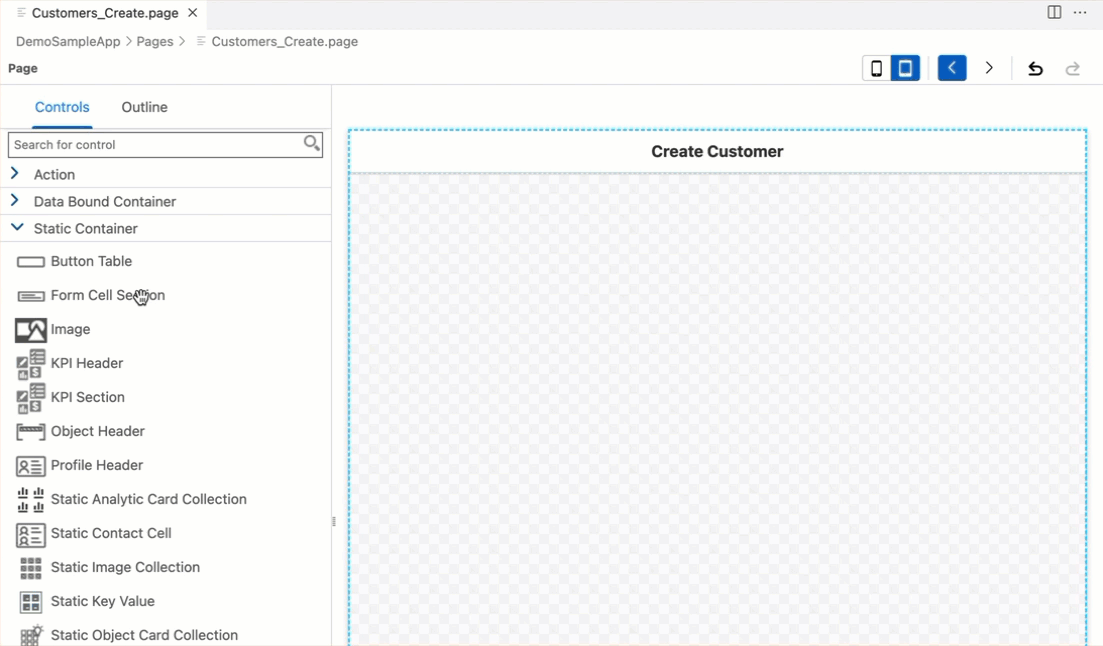 Customers_Create.page
DemoSampleApp > Pages > Customers_Create.page
Page
Controls Outline
Search for control
Action
Data Bound Container
Static Container
Button Table
Form Cell Section
Image
KPI Header
KPI Section
Object Header
Profile Header
Static Analytic Card Collection
Static Contact Cell
Static Image Collection
Static Key Value
Static Object Card Collection
Create Customer